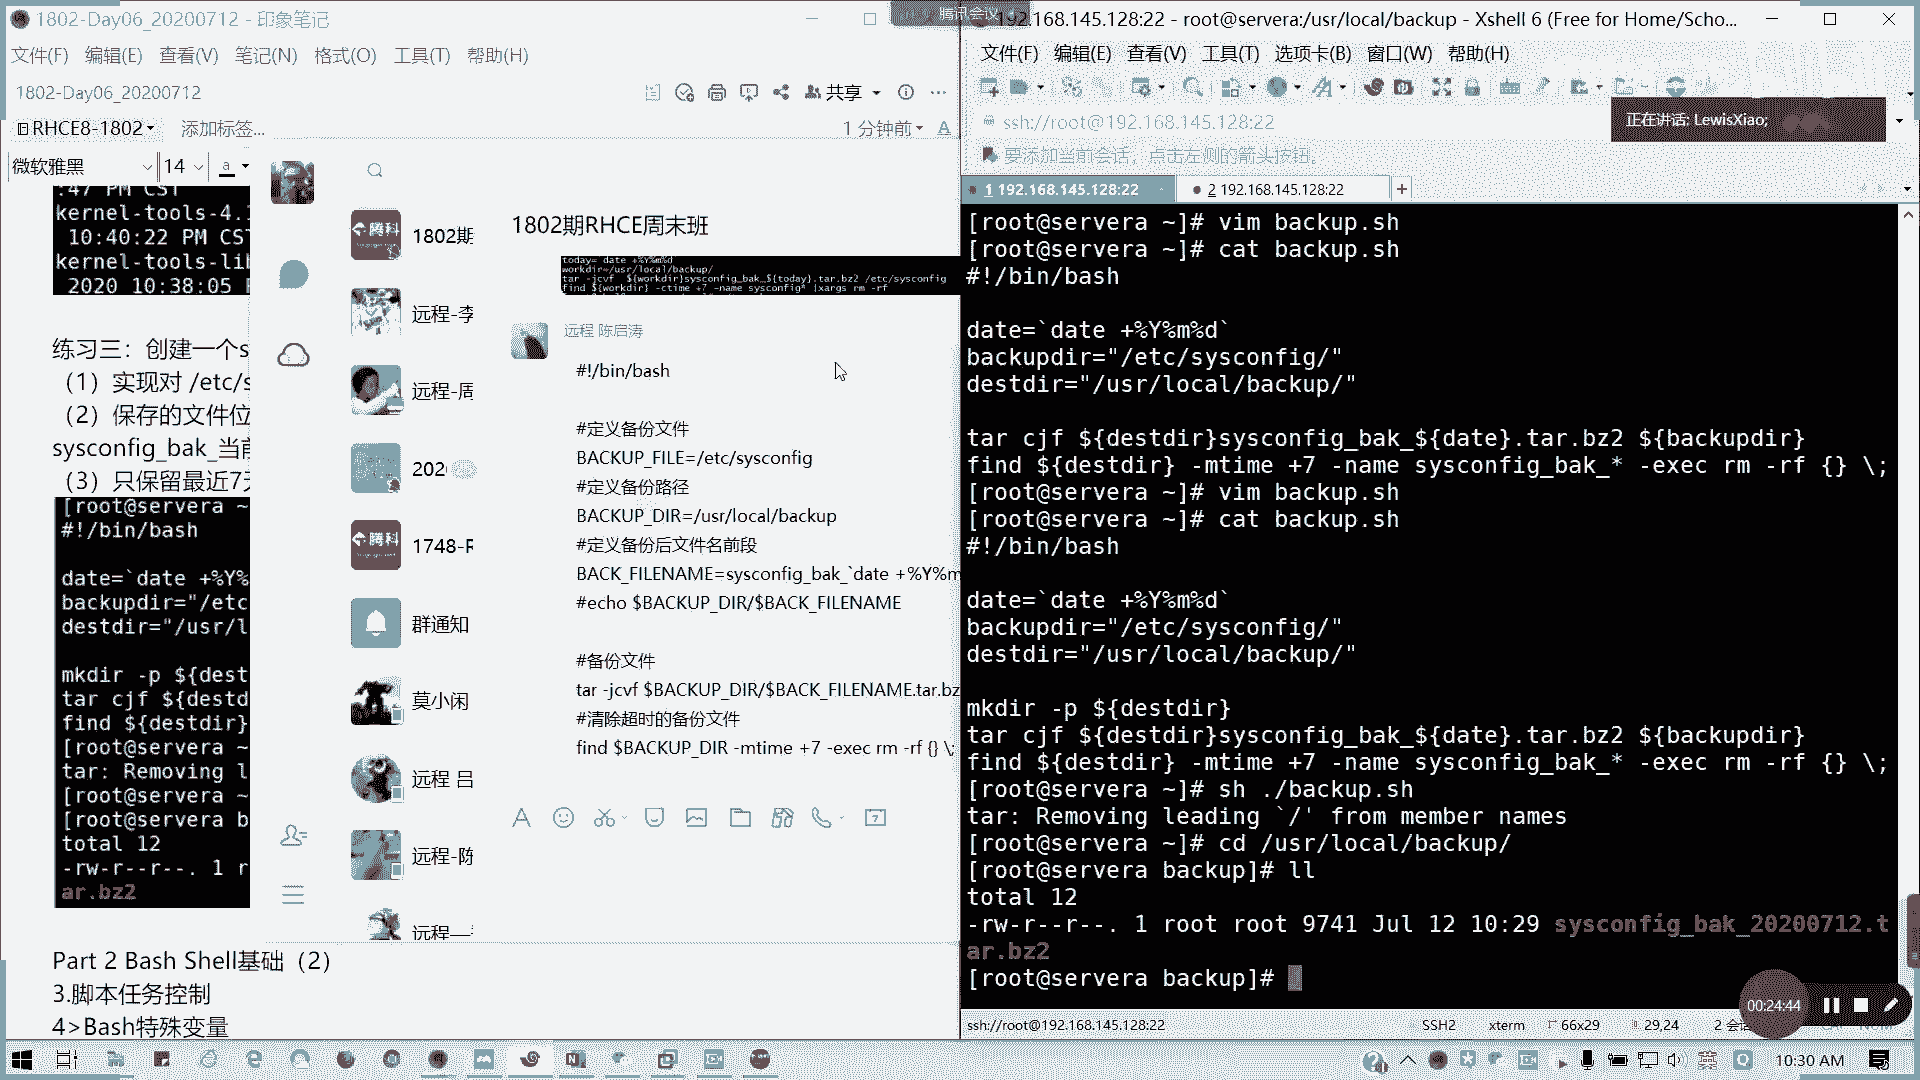 1802-Day06_20200712 - 印象笔记
文件(F) 编辑(E) 查看(V) 笔记(N) 格式(O) 工具(T) 帮助(H)
1802-Day06_20200712
共享
RHCE8-1802
添加标签...
1 分钟前
微软雅黑
14
:47 PM CST
kernel-tools-4.
10:40:22 PM CS
kernel-tools-li
2020 10:38:05
练习三：创建一个s
（1）实现对 /etc/s
（2）保存的文件位
sysconfig_bak_当前
（3）只保留最近7天
[root@servera ~
#!/bin/bash
date=`date +%Y%
backupdir="/etc
destdir="/usr/l
mkdir -p ${dest
tar cjf ${destd
find ${destdir}
[root@servera ~
tar: Removing l
[root@servera ~
[root@servera b
total 12
-rw-r--r--. 1 r
ar.bz2
Part 2 Bash Shell基础（2）
3.脚本任务控制
4>Bash特殊变量
1802期
远程-李
远程-周
202
1748-R
群通知
莫小闲
远程 吕
远程-陈
1802期RHCE周末班
today=`date +%Y%m%d`
workdir=/usr/local/backup/
tar -jcvf ${workdir}sysconfig_bak_${today}.tar.bz2 /etc/sysconfig
find ${workdir} -ctime +7 -name sysconfig* |xargs rm -rf
远程 陈启涛
#!/bin/bash
#定义备份文件
BACKUP_FILE=/etc/sysconfig
#定义备份路径
BACKUP_DIR=/usr/local/backup
#定义备份后文件名前段
BACK_FILENAME=sysconfig_bak_`date +%Y%m
#echo $BACKUP_DIR/$BACK_FILENAME
#备份文件
tar -jcvf $BACKUP_DIR/$BACK_FILENAME.tar.bz
#清除超时的备份文件
find $BACKUP_DIR -mtime +7 -exec rm -rf {} \;
腾讯会议
192.168.145.128:22 - root@servera:/usr/local/backup - Xshell 6 (Free for Home/Scho...
文件(F) 编辑(E) 查看(V) 工具(T) 选项卡(B) 窗口(W) 帮助(H)
ssh://root@192.168.145.128:22
正在讲话: LewisXiao;
要添加当前会话，点击左侧的箭头按钮。
1 192.168.145.128:22
2 192.168.145.128:22
[root@servera ~]# vim backup.sh
[root@servera ~]# cat backup.sh
#!/bin/bash
date=`date +%Y%m%d`
backupdir="/etc/sysconfig/"
destdir="/usr/local/backup/"
tar cjf ${destdir}sysconfig_bak_${date}.tar.bz2 ${backupdir}
find ${destdir} -mtime +7 -name sysconfig_bak_* -exec rm -rf {} \;
[root@servera ~]# vim backup.sh
[root@servera ~]# cat backup.sh
#!/bin/bash
date=`date +%Y%m%d`
backupdir="/etc/sysconfig/"
destdir="/usr/local/backup/"
mkdir -p ${destdir}
tar cjf ${destdir}sysconfig_bak_${date}.tar.bz2 ${backupdir}
find ${destdir} -mtime +7 -name sysconfig_bak_* -exec rm -rf {} \;
[root@servera ~]# sh ./backup.sh
tar: Removing leading `/' from member names
[root@servera ~]# cd /usr/local/backup/
[root@servera backup]# ll
total 12
-rw-r--r--. 1 root root 9741 Jul 12 10:29 sysconfig_bak_20200712.t
ar.bz2
[root@servera backup]#
00:24:44
ssh://root@192.168.145.128:22
SSH2
xterm
66x29
29,24
2 会话
英
10:30 AM